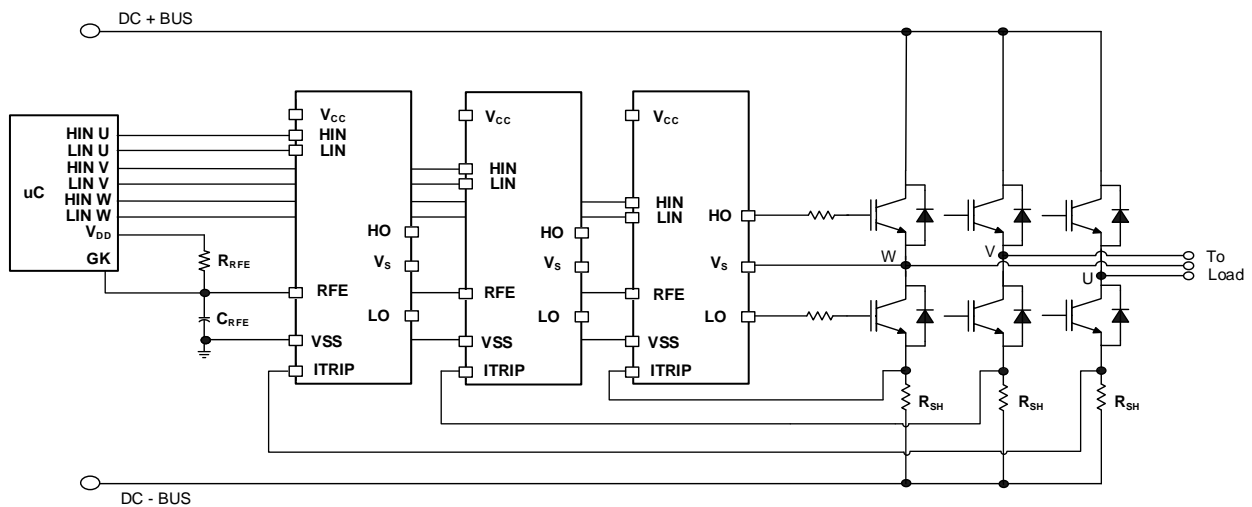 DC + BUS
uC
HIN U
LIN U
HIN V
LIN V
HIN W
LIN W
VDD
GK
RRFE
CRFE
VCC
HIN
LIN
HO
VS
RFE
LO
VSS
ITRIP
VCC
HIN
LIN
HO
VS
RFE
LO
VSS
ITRIP
VCC
HIN
LIN
HO
VS
RFE
LO
VSS
ITRIP
W
V
U
To
Load
RSH
RSH
RSH
DC - BUS